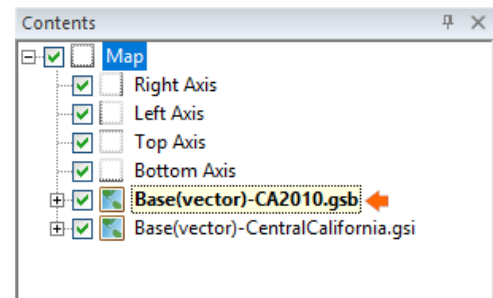 Contents
Map
Right Axis
Left Axis
Top Axis
Bottom Axis
Base(vector)-CA2010.gsb
Base(vector)-CentralCalifornia.gsi